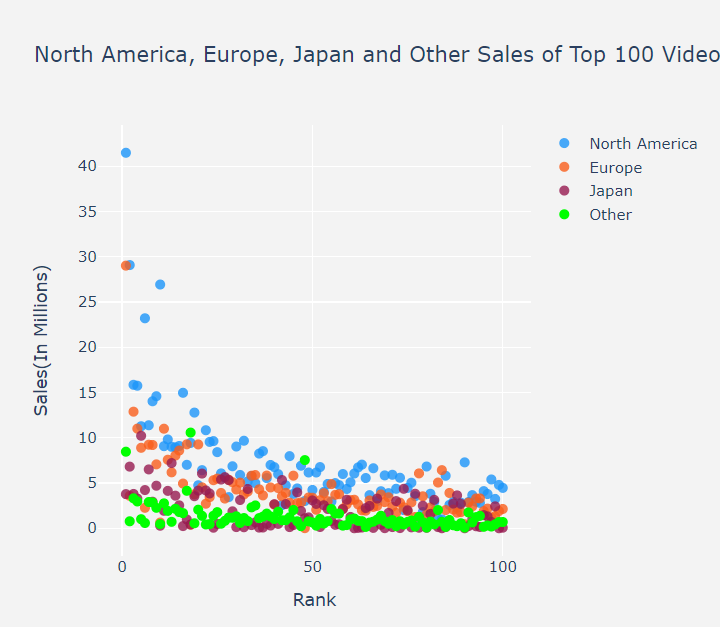 North America, Europe, Japan and Other Sales of Top 100 Video
North America
Europe
Japan
Other
40
35
30
25
20
15
10
5
0
Sales(In Millions)
0
50
100
Rank